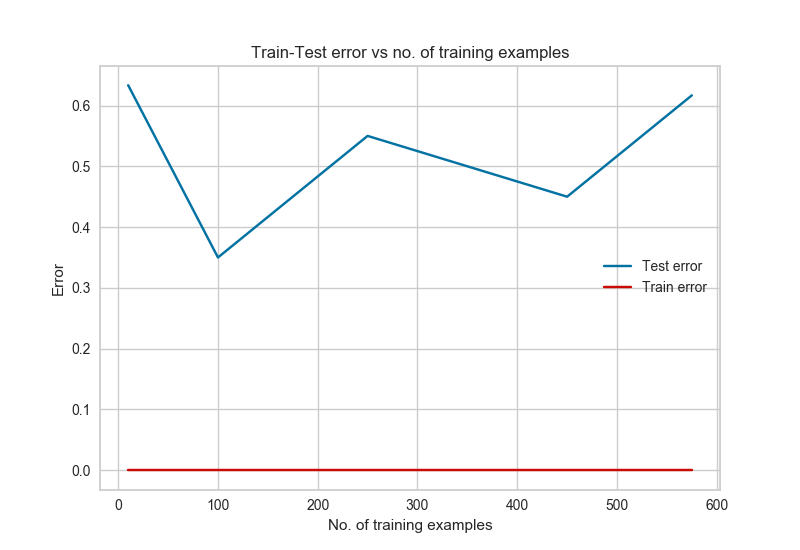 Train-Test error vs no. of training examples
Error
0.6
0.5
0.4
0.3
0.2
0.1
0.0
Test error
Train error
0 100 200 300 400 500 600
No. of training examples